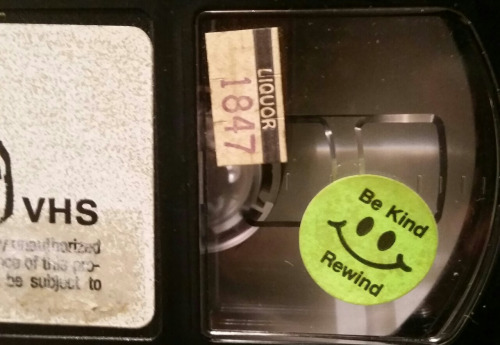 VHS
unauthorized
of this pro-
be subject to
LIQUOR
1847
Be Kind
Rewind